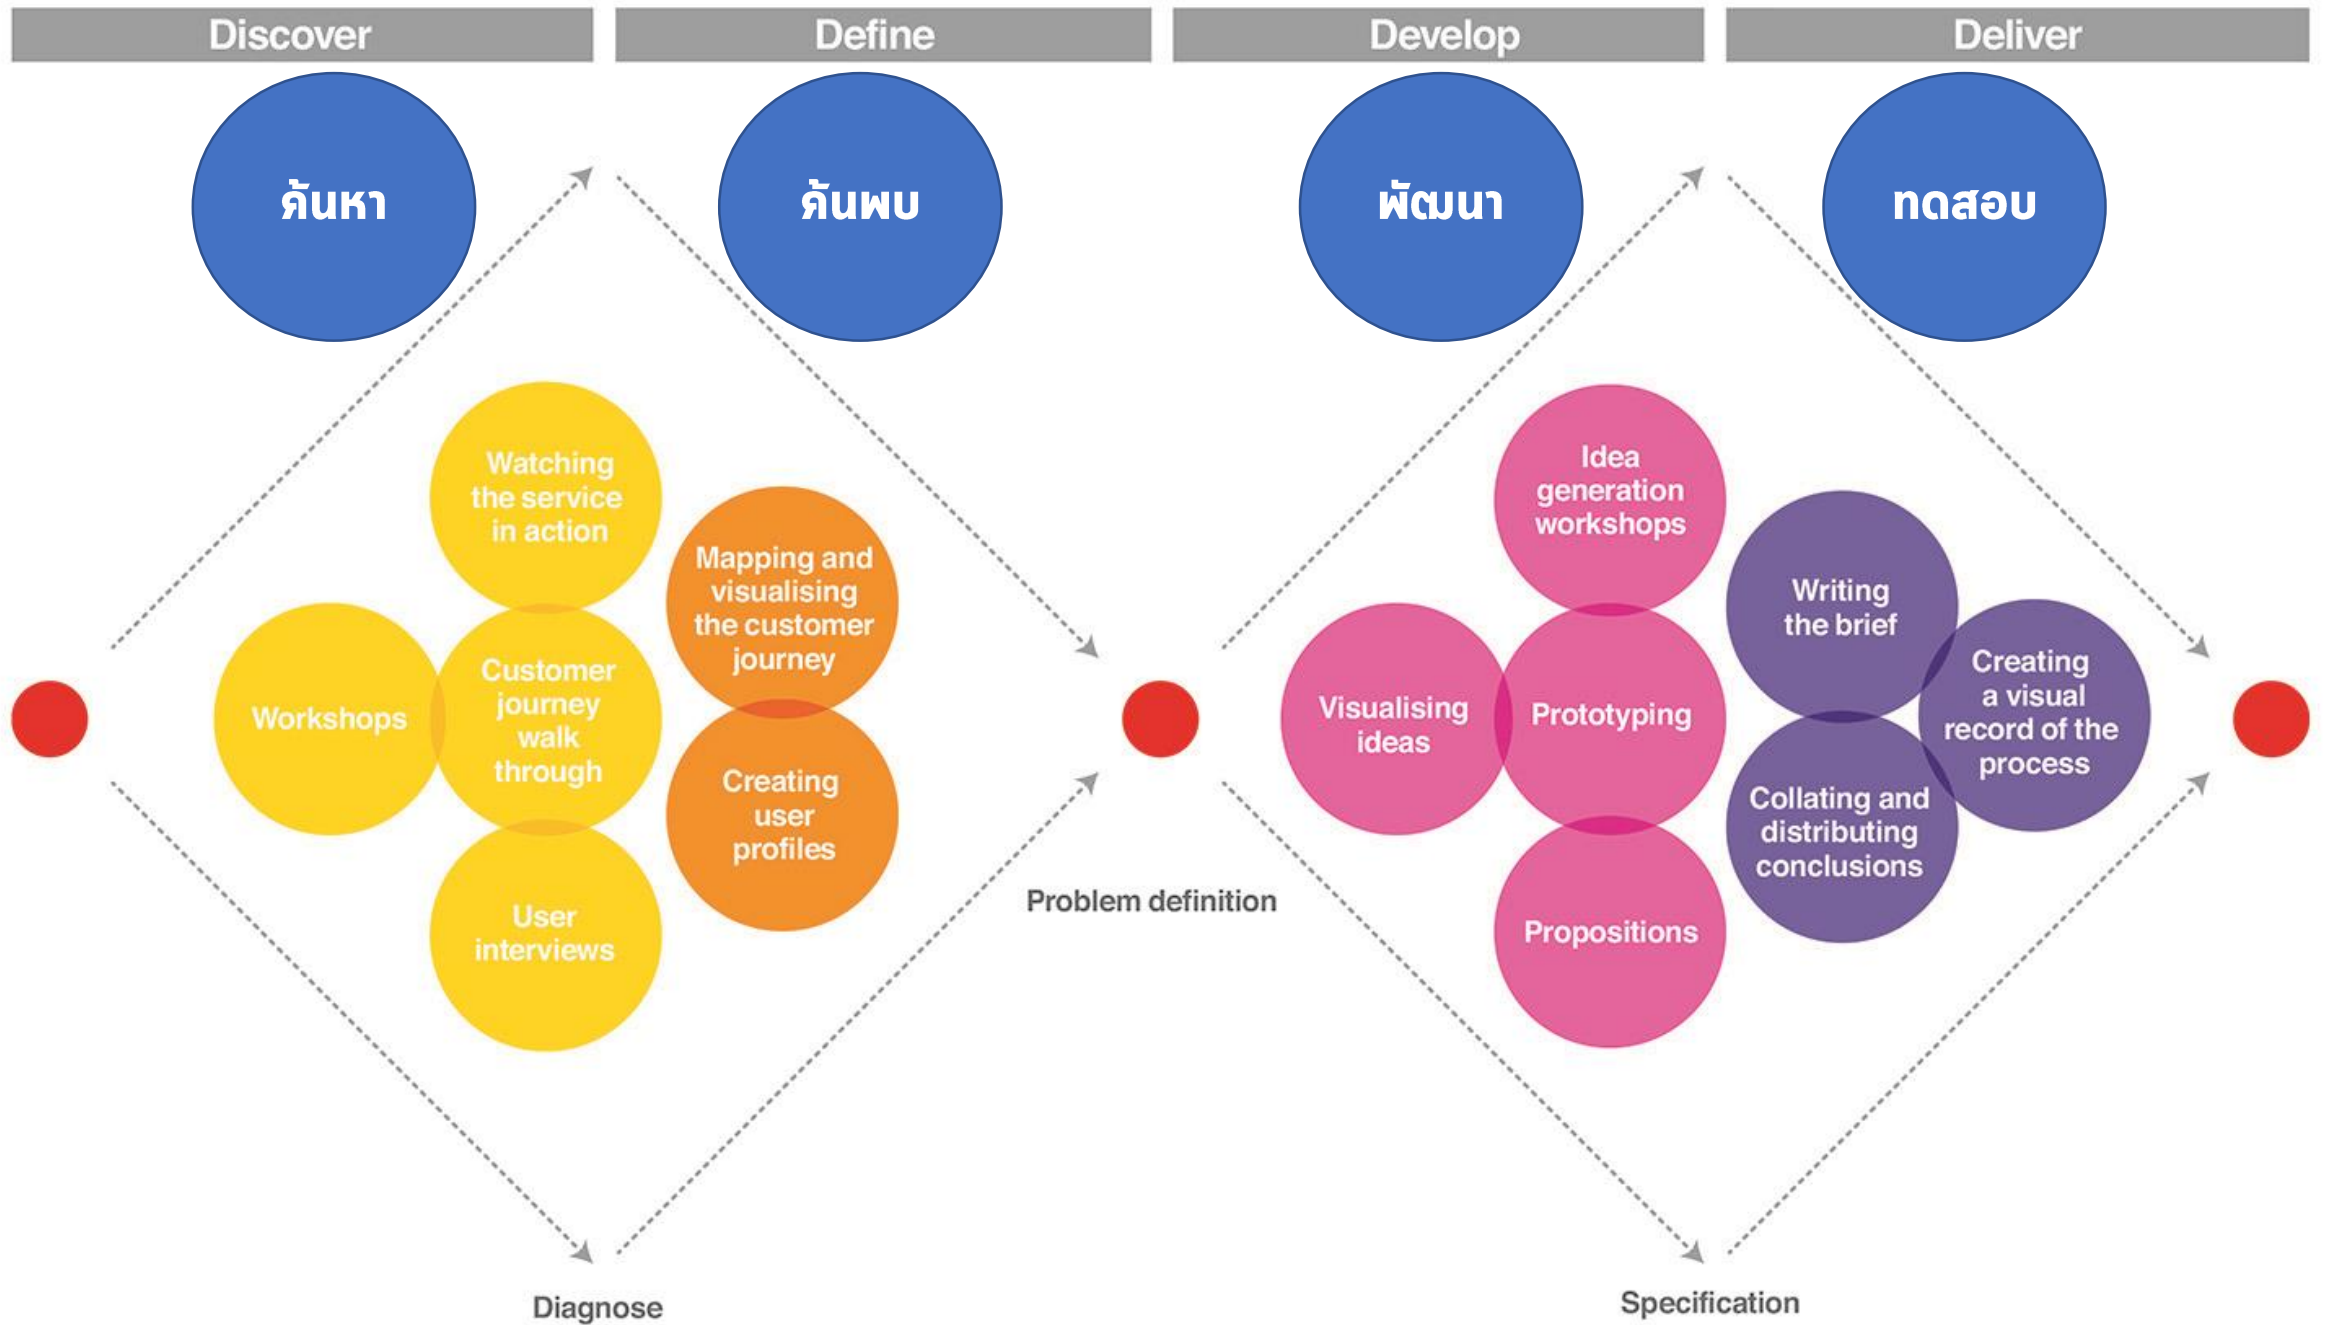 Discover
Define
Develop
Deliver
ค้นหา
ค้นพบ
พัฒนา
ทดสอบ
Watching
the service
in action
Mapping and
visualising
the customer
journey
Workshops
Customer
journey
walk
through
Creating
user
profiles
User
interviews
Problem definition
Diagnose
Idea
generation
workshops
Visualising
ideas
Prototyping
Propositions
Writing
the brief
Creating
a visual
record of the
process
Collating and
distributing
conclusions
Specification